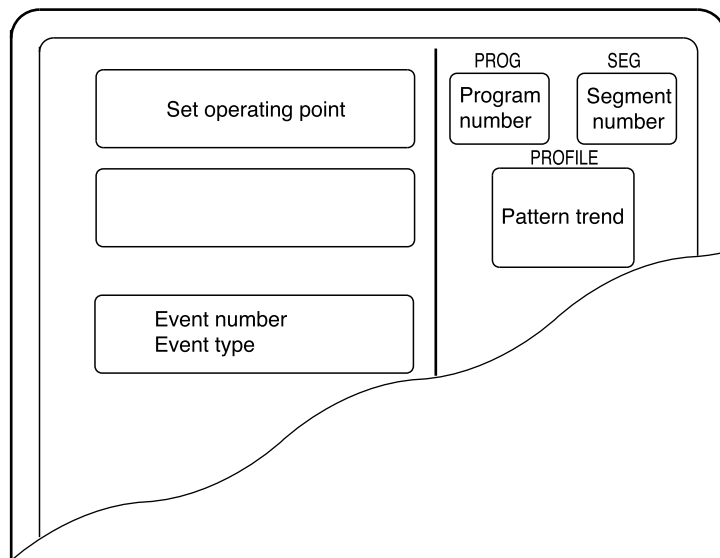 Set operating point
Event number
Event type
PROG
Program
number
SEG
Segment
number
PROFILE
Pattern trend